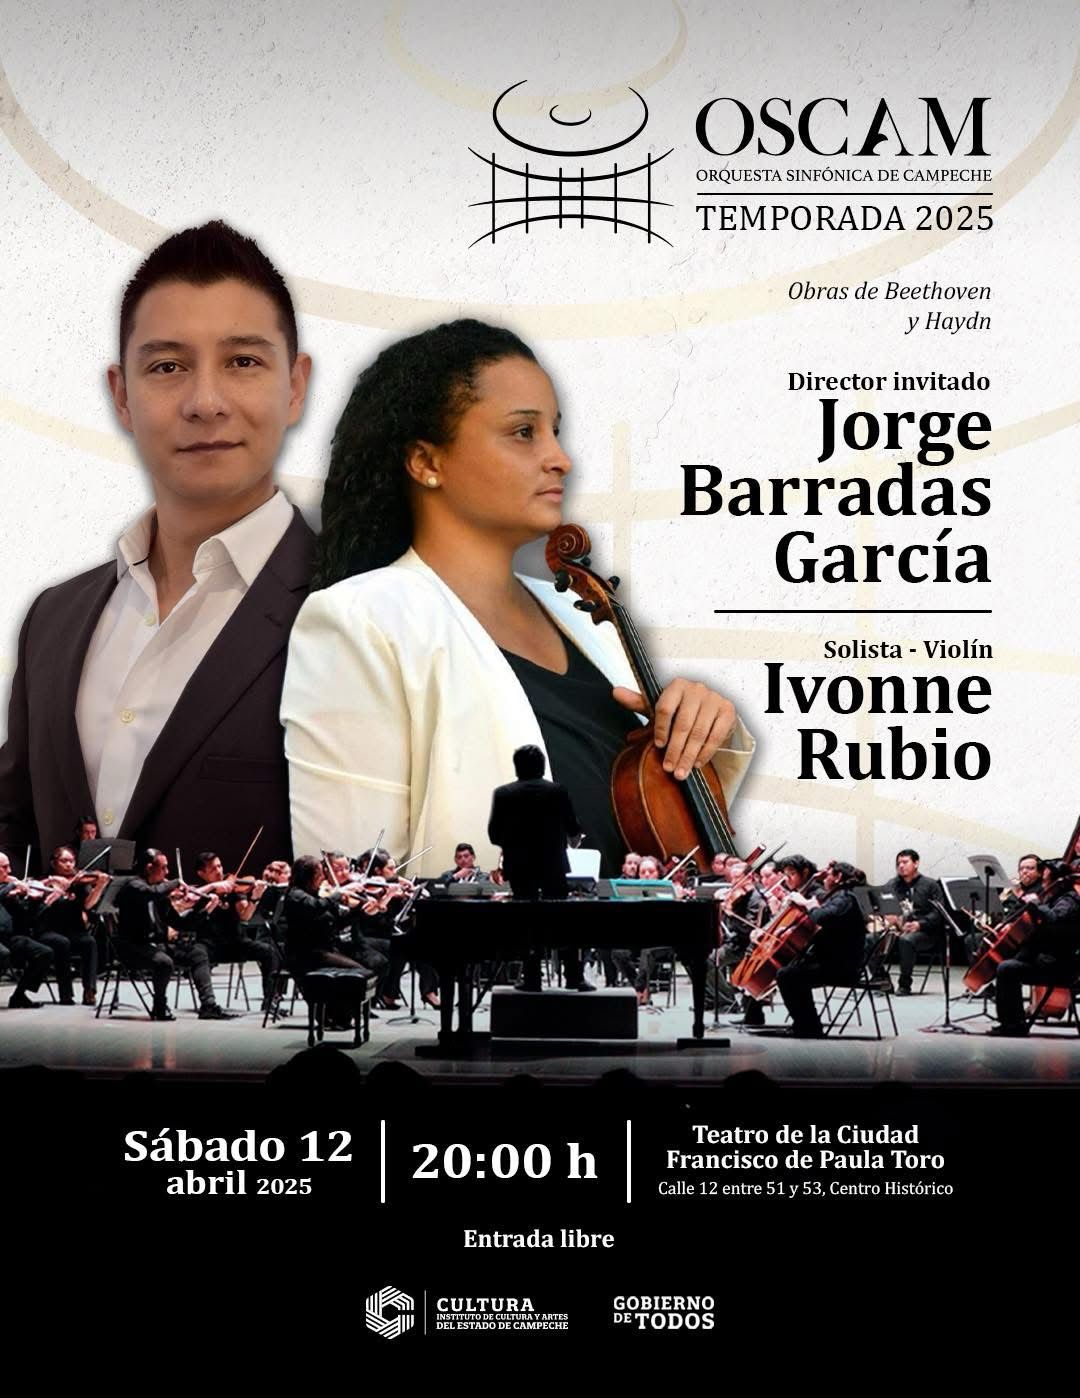 OSCAM
ORQUESTA SINFÓNICA DE CAMPECHE
TEMPORADA 2025
Obras de Beethoven
y Haydn
Director invitado
Jorge
Barradas
García
Solista - Violín
Ivonne
Rubio
Sábado 12
abril 2025
20:00 h
Teatro de la Ciudad
Francisco de Paula Toro
Calle 12 entre 51 y 53, Centro Histórico
Entrada libre
CULTURA
INSTITUTO DE CULTURA Y ARTES
DEL ESTADO DE CAMPECHE
GOBIERNO
DE TODOS